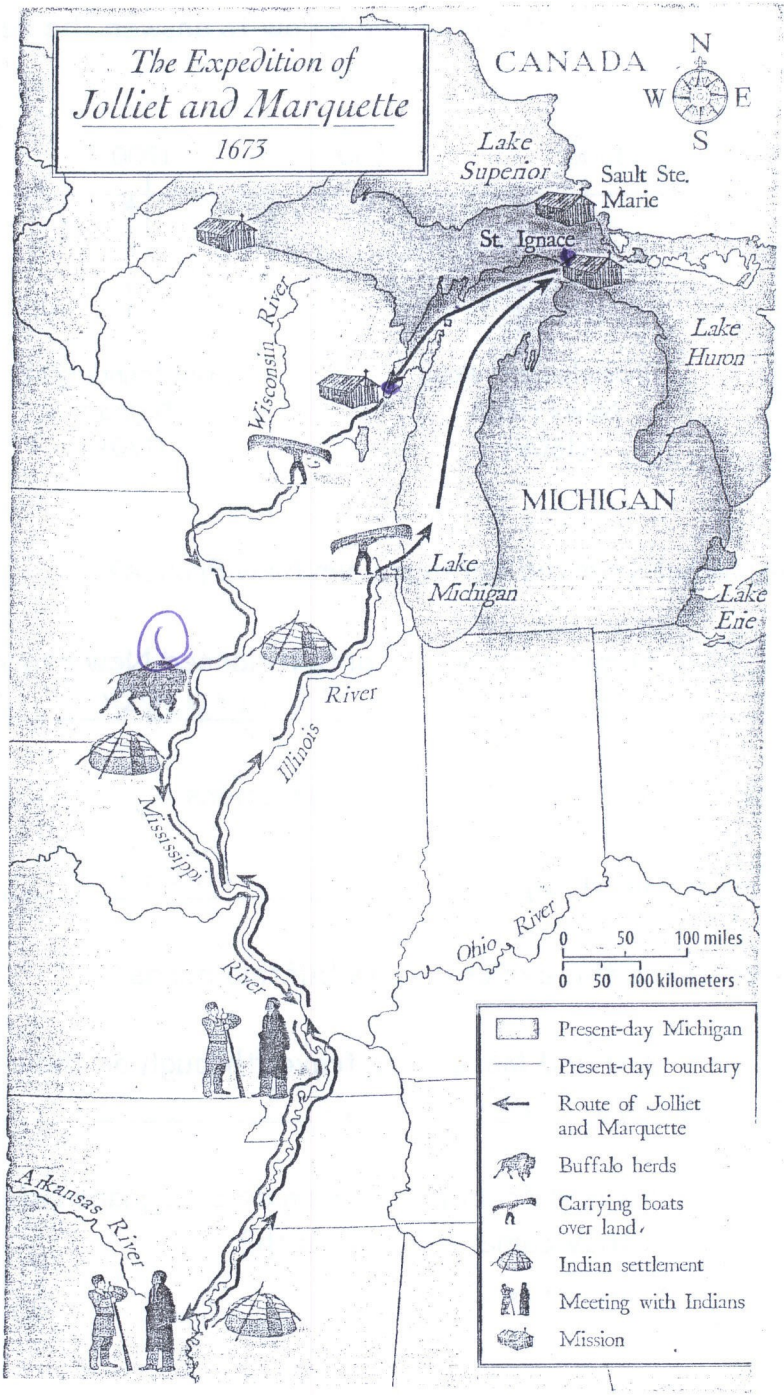 The Expedition of
Jolliet and Marquette
1673
CANADA
N
W
E
S
Lake
Superior
Sault Ste.
Marie
St. Ignace
Wisconsin River
Lake
Huron
MICHIGAN
Lake
Michigan
Lake
Erie
River
Illinois
Mississippi
River
Ohio River
0 50 100 miles
0 50 100 kilometers
Arkansas River
Present-day Michigan
Present-day boundary
Route of Jolliet
and Marquette
Buffalo herds
Carrying boats
over land
Indian settlement
Meeting with Indians
Mission